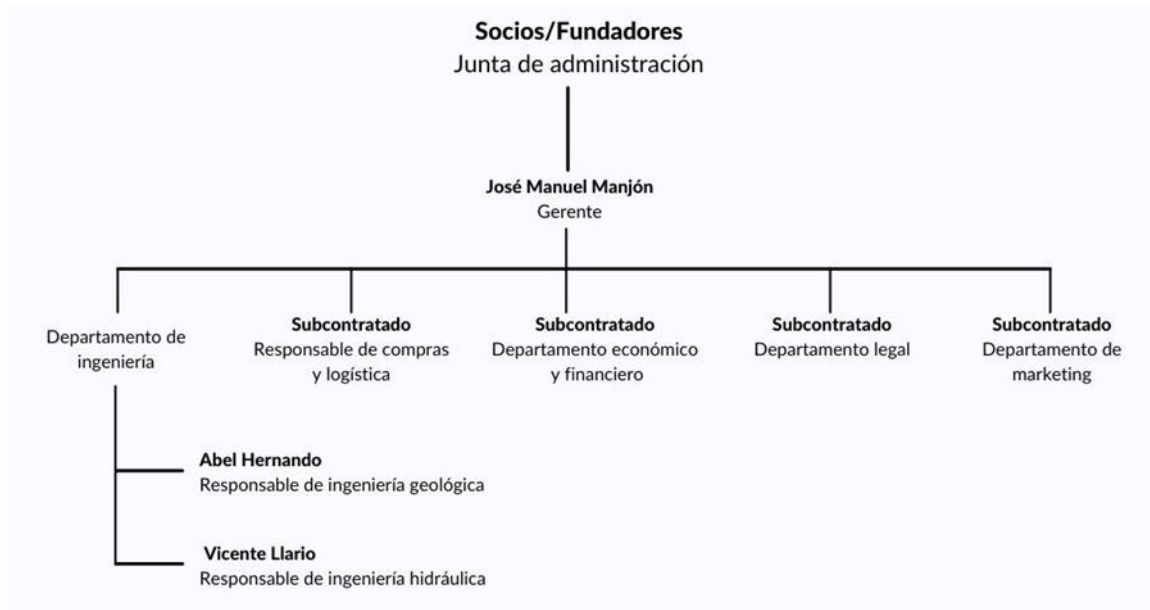 Socios/Fundadores
Junta de administración
José Manuel Manjón
Gerente
Departamento de
ingeniería
Subcontratado
Responsable de compras
y logística
Subcontratado
Departamento económico
y financiero
Subcontratado
Departamento legal
Subcontratado
Departamento de
marketing
Abel Hernando
Responsable de ingeniería geológica
Vicente Llario
Responsable de ingeniería hidráulica